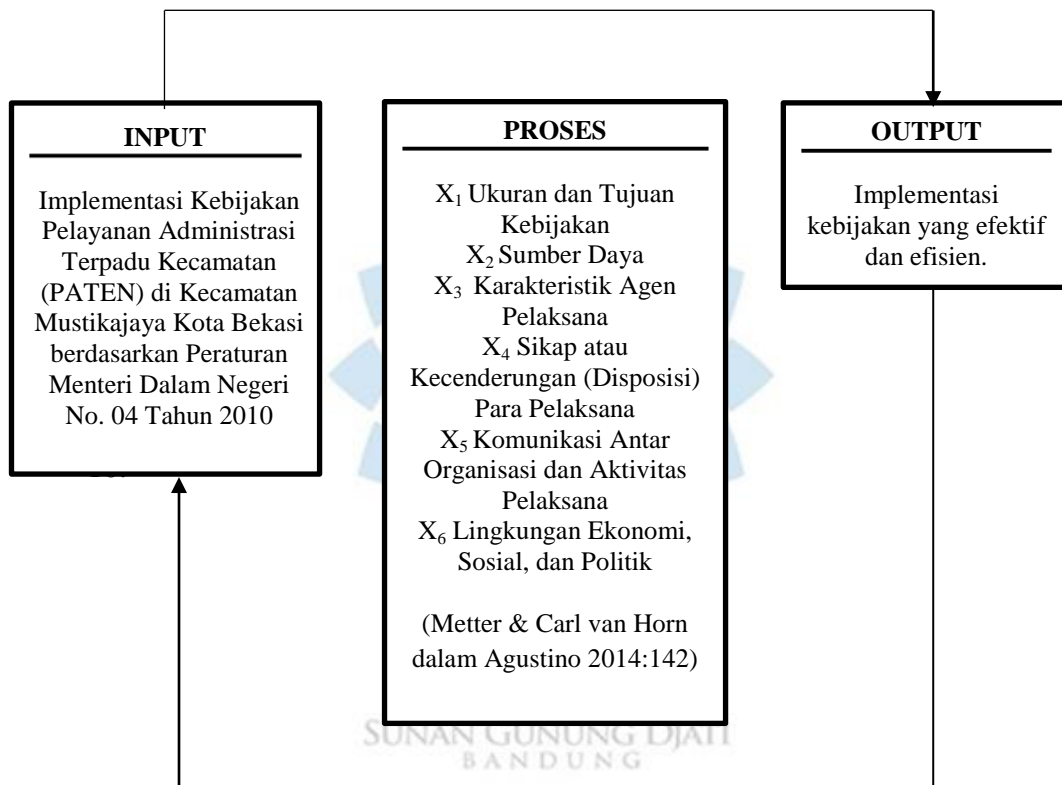 INPUT
Implementasi Kebijakan
Pelayanan Administrasi
Terpadu Kecamatan
(PATEN) di Kecamatan
Mustikajaya Kota Bekasi
berdasarkan Peraturan
Menteri Dalam Negeri
No. 04 Tahun 2010
PROSES
X₁ Ukuran dan Tujuan
Kebijakan
X₂ Sumber Daya
X₃ Karakteristik Agen
Pelaksana
X₄ Sikap atau
Kecenderungan (Disposisi)
Para Pelaksana
X₅ Komunikasi Antar
Organisasi dan Aktivitas
Pelaksana
X₆ Lingkungan Ekonomi,
Sosial, dan Politik
(Metter & Carl van Horn
dalam Agustino 2014:142)
OUTPUT
Implementasi
kebijakan yang efektif
dan efisien.
SUNAN GUNUNG DJATI
BANDUNG